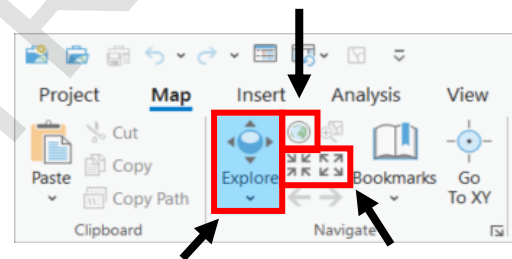 Project Map Insert Analysis View
Cut
Copy
Copy Path
Paste
Explore
Bookmarks
Go
To XY
Clipboard
Navigate